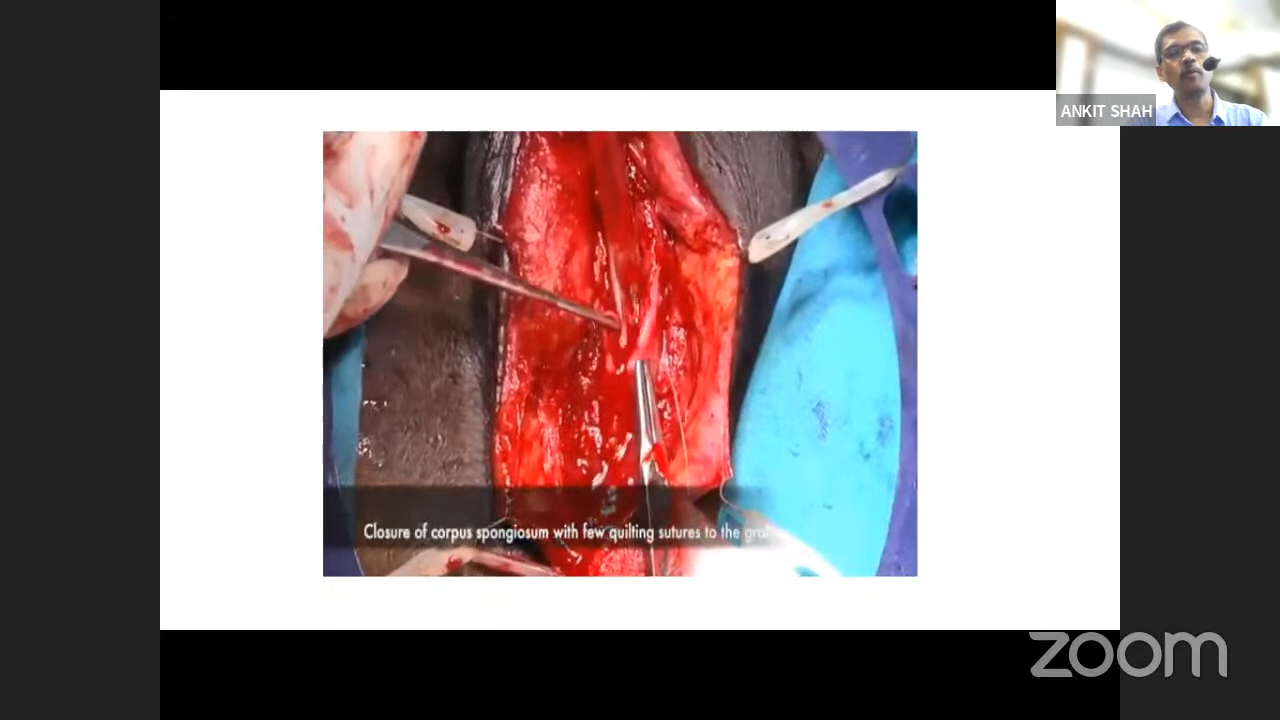 ANKIT SHAH
Closure of corpus spongiosum with few quilting sutures to the
zoom